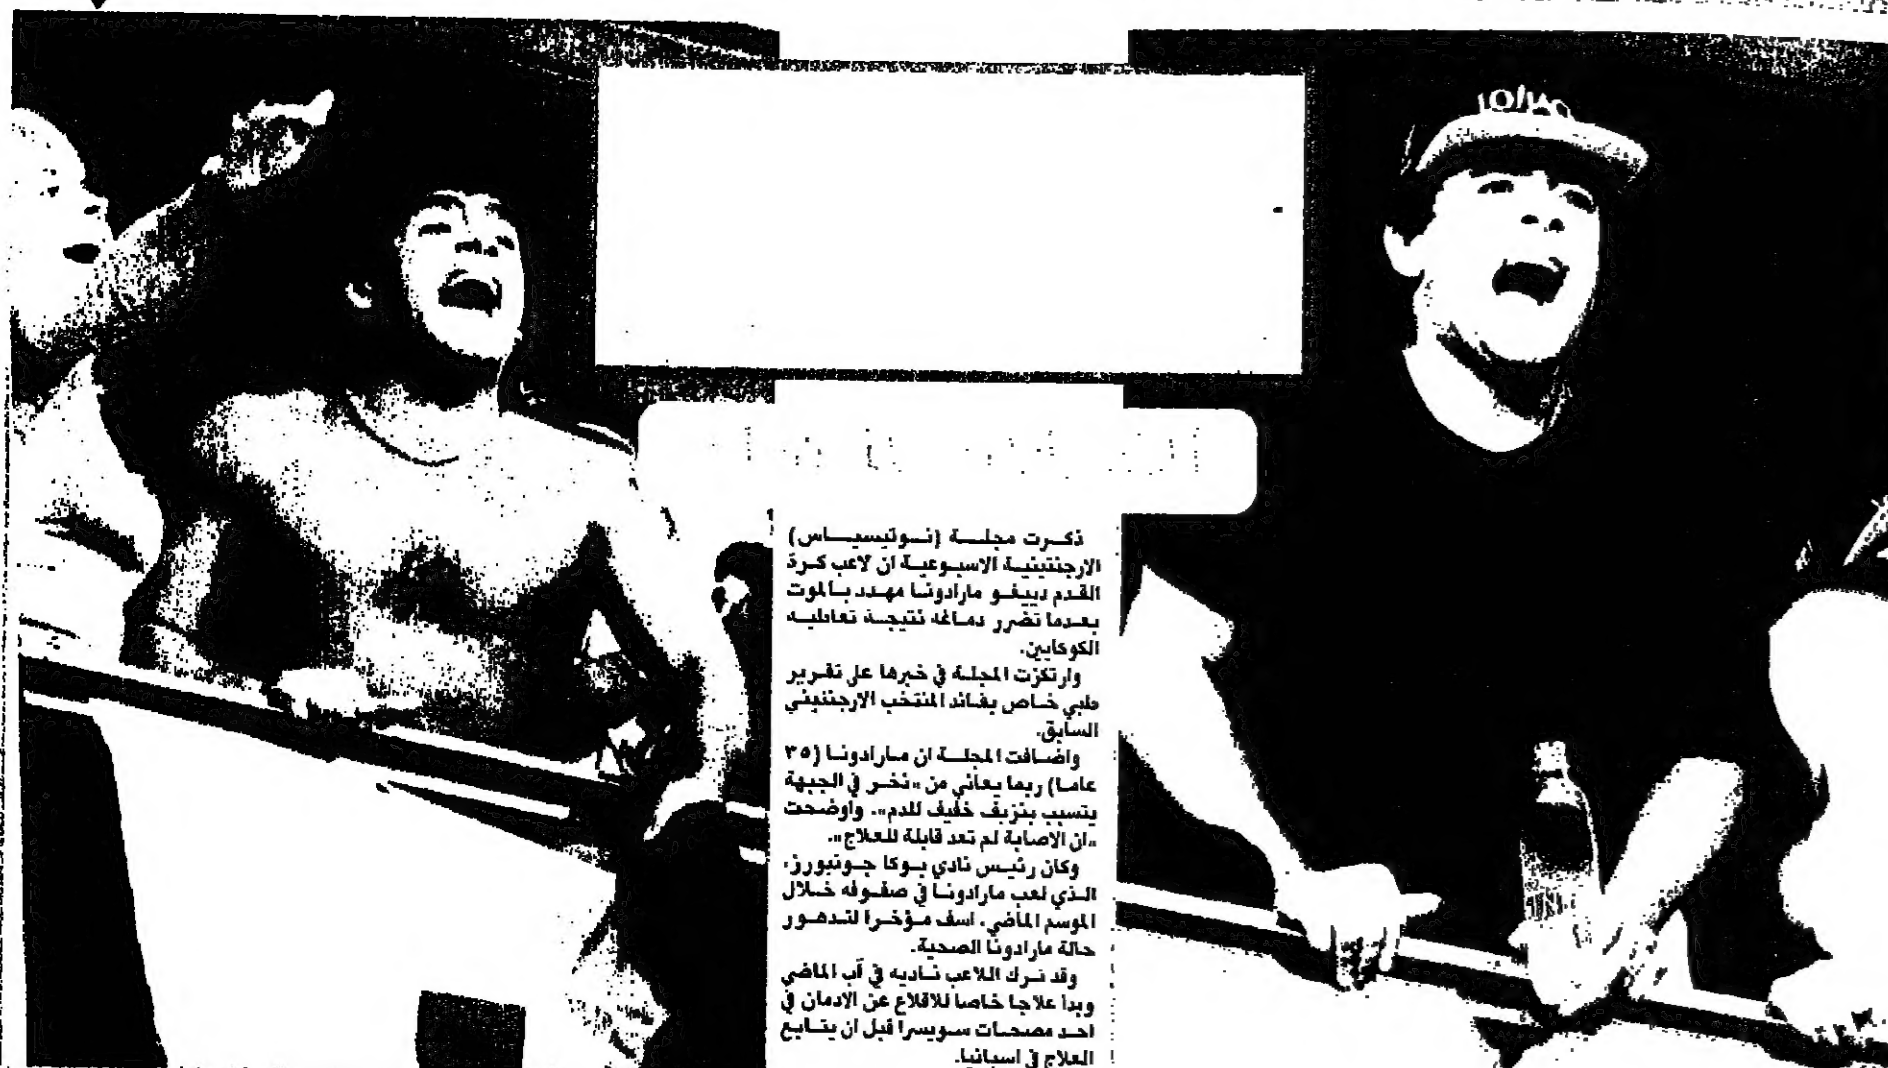 ذكرت مجلة (نوتيسياس)
الارجنتينية الاسبوعية ان لاعب كرة
القدم دييغو مارادونا مهدد بالموت
بعدما تضرر دماغه نتيجة تعاطيه
الكوكايين.
وارتكزت المجلة في خبرها على تقرير
طبي خاص بقائد المنتخب الارجنتيني
السابق.
واضافت المجلة ان مارادونا (٣٥
عاما) ربما يعاني من «نخر في الجبهة
يتسبب بنزيف خفيف للدم». واوضحت
«ان الاصابة لم تعد قابلة للعلاج».
وكان رئيس نادي بوكا جونيورز،
الذي لعب مارادونا في صفوفه خلال
الموسم الماضي، اسف مؤخرا لتدهور
حالة مارادونا الصحية.
وقد ترك اللاعب ناديه في آب الماضي
وبدأ علاجا خاصا للاقلاع عن الادمان في
احد مصحات سويسرا قبل ان يتابع
العلاج في اسبانيا.